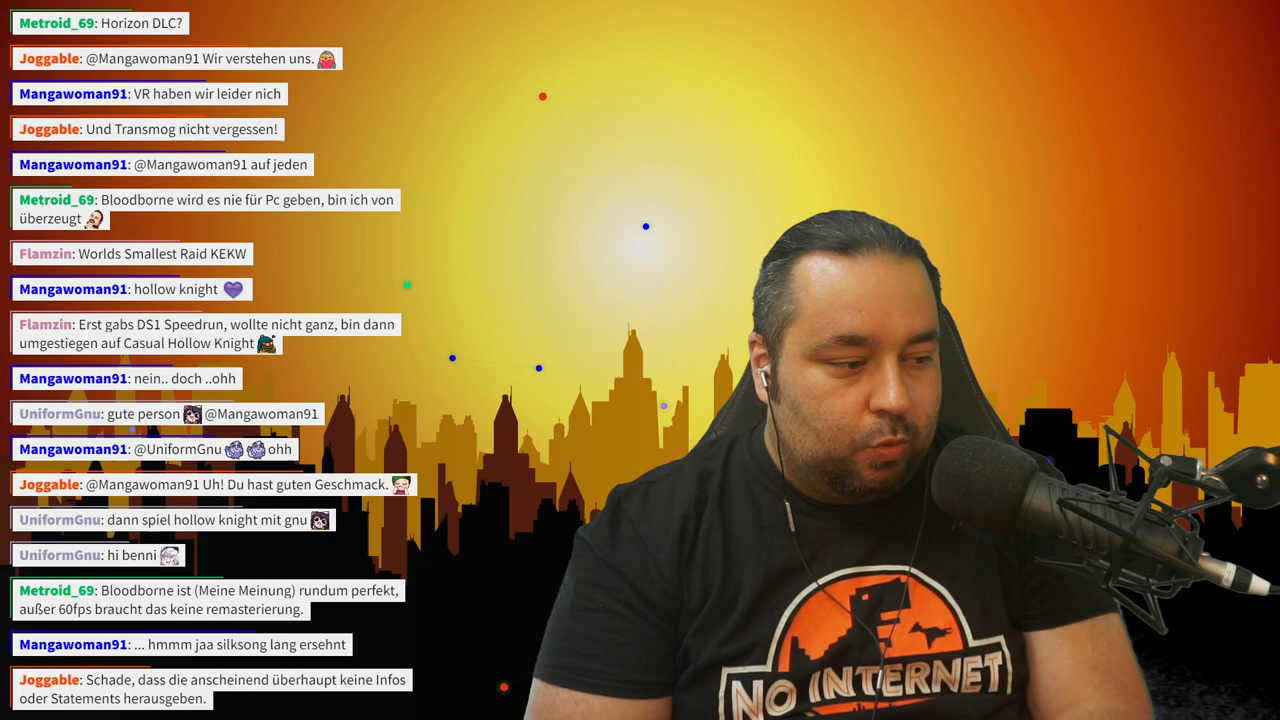 Metroid_69: Horizon DLC?
Joggable: @Mangawoman91 Wir verstehen uns.
Mangawoman91: VR haben wir leider nich
Joggable: Und Transmog nicht vergessen!
Mangawoman91: @Mangawoman91 auf jeden
Metroid_69: Bloodborne wird es nie für Pc geben, bin ich von
überzeugt
Flamzin: Worlds Smallest Raid KEKW
Mangawoman91: hollow knight
Flamzin: Erst gabs DS1 Speedrun, wollte nicht ganz, bin dann
umgestiegen auf Casual Hollow Knight
Mangawoman91: nein.. doch ..ohh
UniformGnu: gute person @Mangawoman91
Mangawoman91: @UniformGnu ohh
Joggable: @Mangawoman91 Uh! Du hast guten Geschmack.
UniformGnu: dann spiel hollow knight mit gnu
UniformGnu: hi benni
Metroid_69: Bloodborne ist (Meine Meinung) rundum perfekt,
außer 60fps braucht das keine remasterierung.
Mangawoman91: ... hmmm jaa silksong lang ersehnt
Joggable: Schade, dass die anscheinend überhaupt keine Infos
oder Statements herausgeben.
NO INTERNET